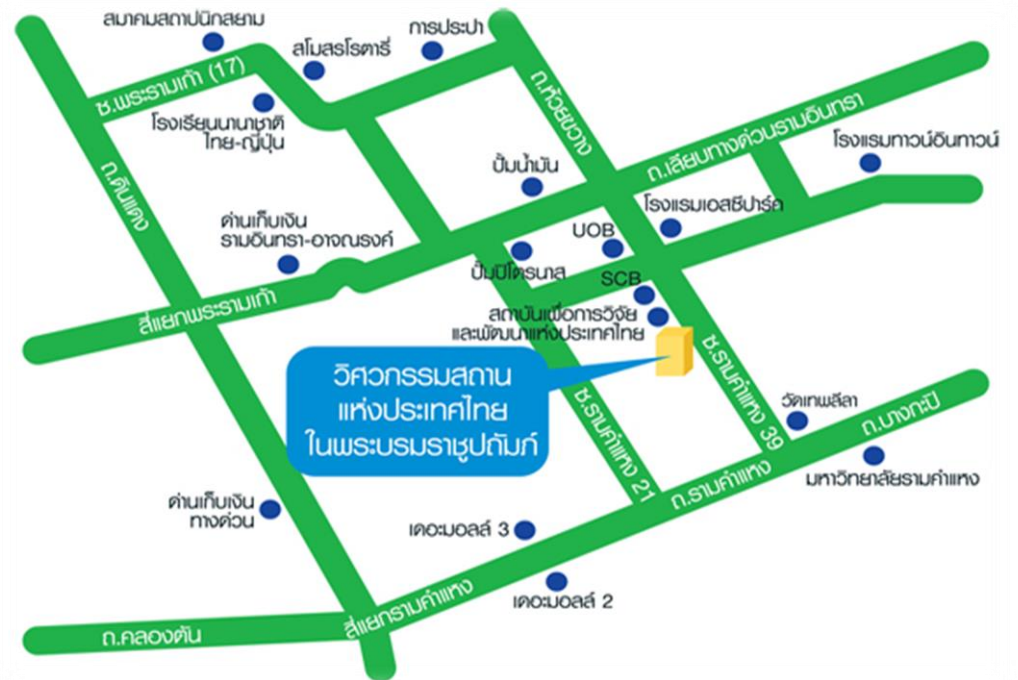 สมาคมสถาปนิกสยาม
สโมสรโรตารี่
การประปา
ซ.พระรามเก้า (17)
โรงเรียนนานาชาติ
ไทย-ญี่ปุ่น
ถ.ห้วยขวาง
ถ.เลียบทางด่วนรามอินทรา
โรงแรมทาวน์อินทาวน์
ถ.ดินแดง
ปั้มน้ำมัน
โรงแรมเอสซีปาร์ค
ด่านเก็บเงิน
รามอินทรา-อาจณรงค์
UOB
ปั้มปิโตรนาส
SCB
สี่แยกพระรามเก้า
สถาบันเพื่อการวิจัย
และพัฒนาแห่งประเทศไทย
วิศวกรรมสถาน
แห่งประเทศไทย
ในพระบรมราชูปถัมภ์
ซ.รามคำแหง 39
ซ.รามคำแหง 21
วัดเทพลีลา
ถ.บางกะปิ
ถ.รามคำแหง
มหาวิทยาลัยรามคำแหง
ด่านเก็บเงิน
ทางด่วน
เดอะมอลล์ 3
เดอะมอลล์ 2
สี่แยกรามคำแหง
ถ.คลองตัน